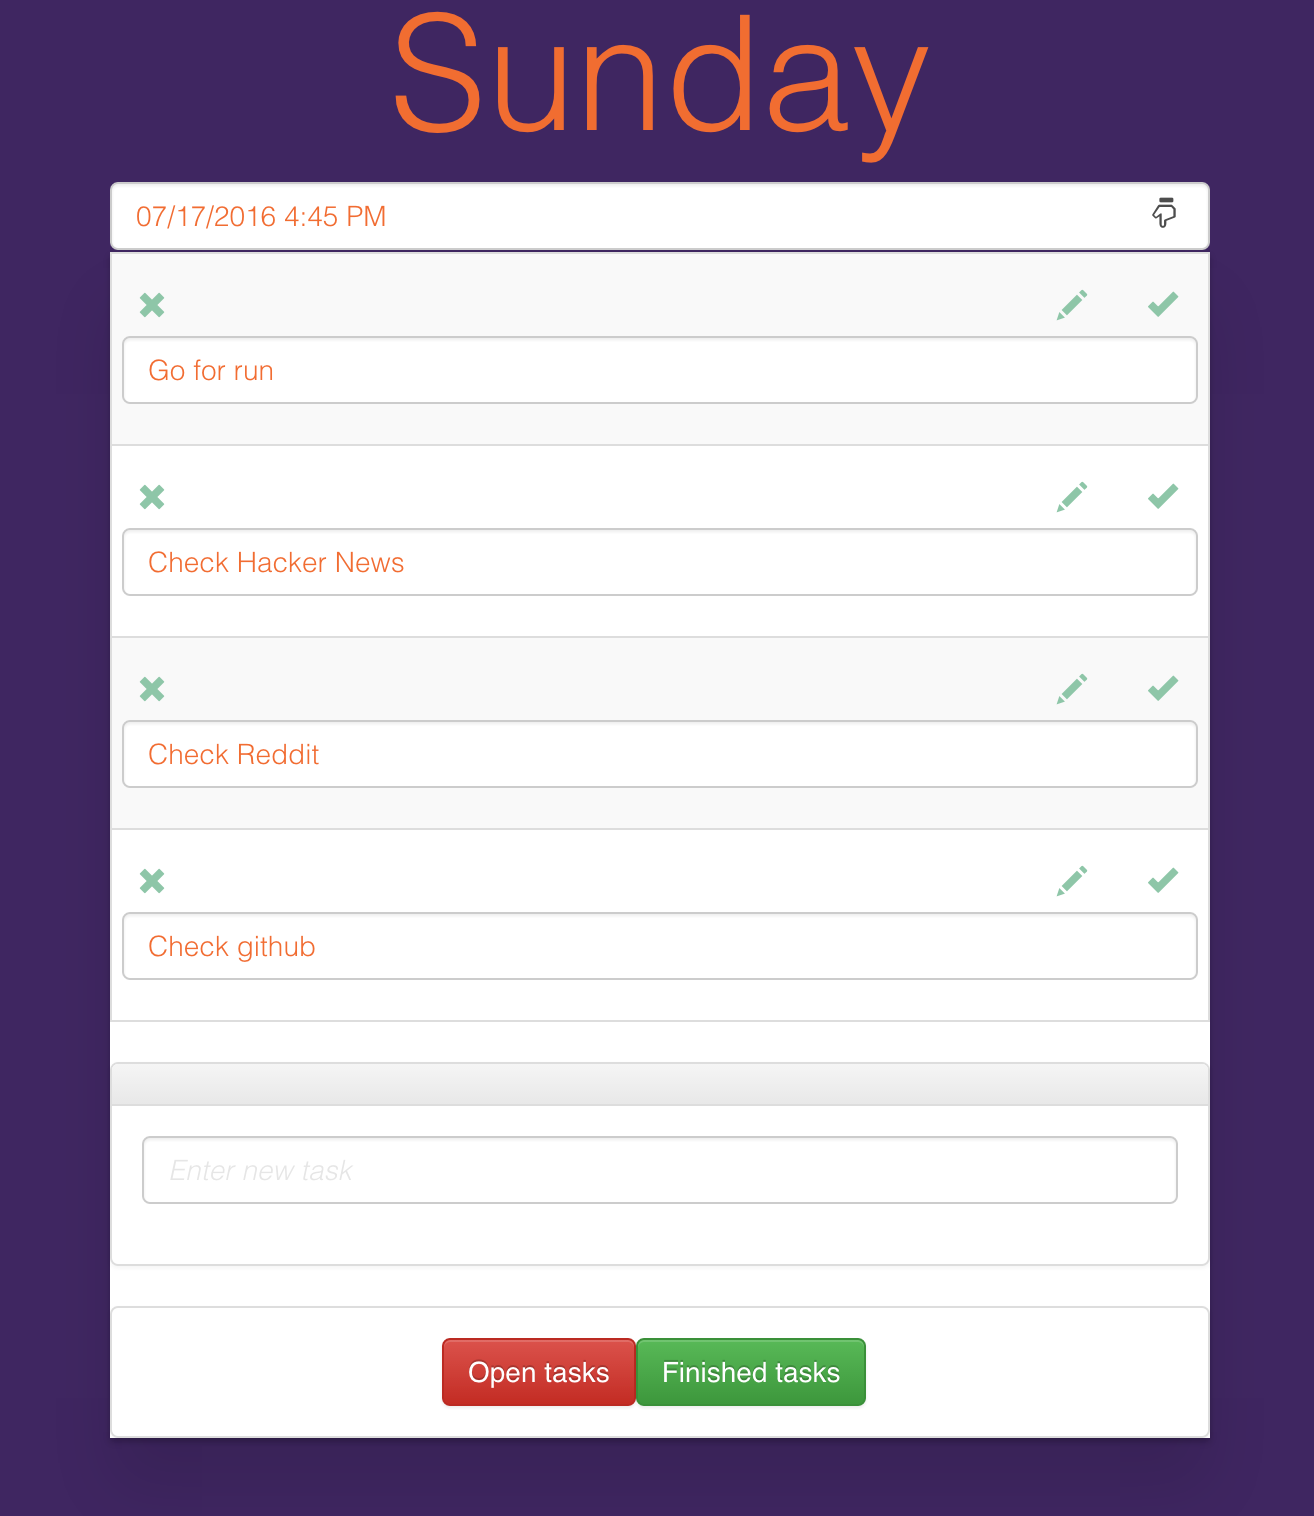 Sunday
07/17/2016 4:45 PM
Go for run
Check Hacker News
Check Reddit
Check github
Enter new task
Open tasks Finished tasks